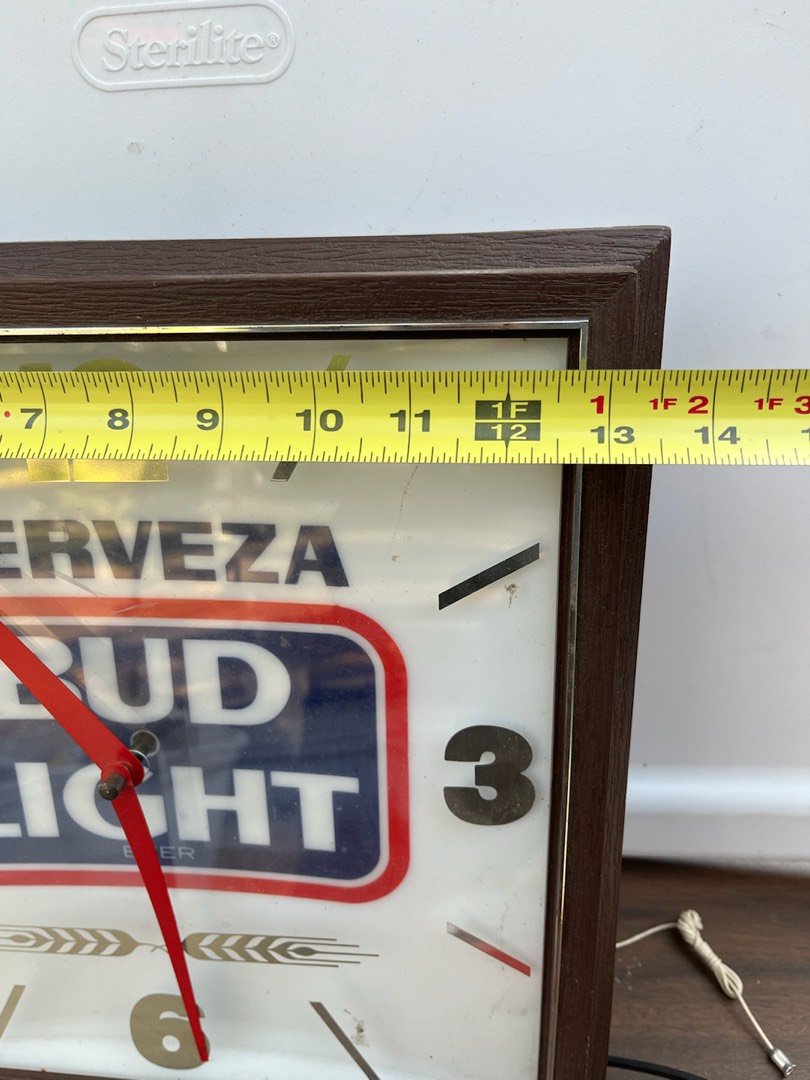 Sterilite®
1F 1 1F 2 1F 3
7 8 9 10 11 12 13 14
ERVEZA
BUD
LIGHT
BEER
3
6